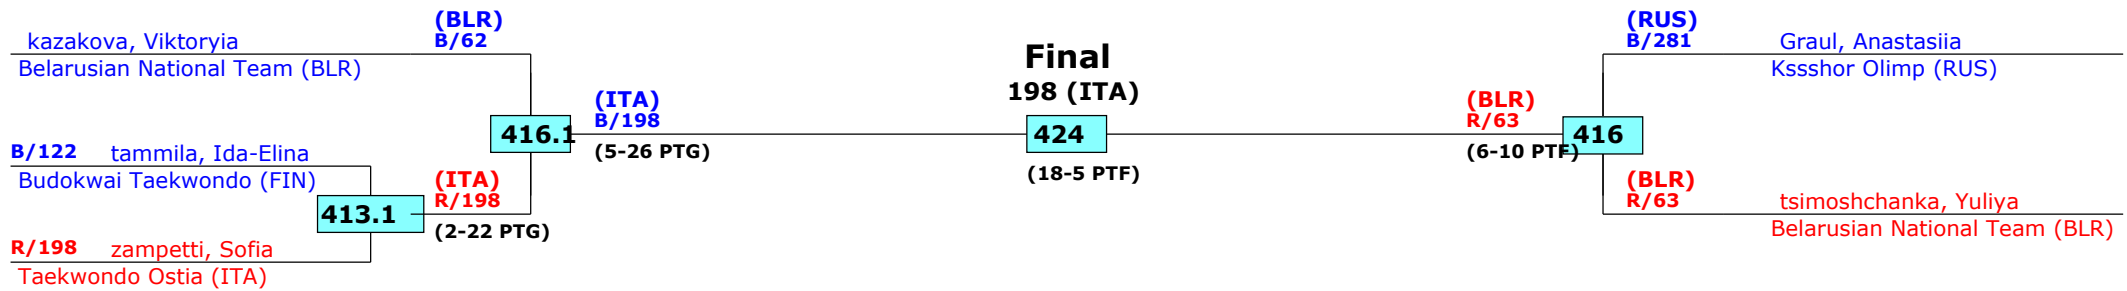 (BLR)
B/62
kazakova, Viktoryia
Belarusian National Team (BLR)
B/122 tammila, Ida-Elina
Budokwai Taekwondo (FIN)
413.1
R/198 zampetti, Sofia
Taekwondo Ostia (ITA)
(ITA)
R/198
(2-22 PTG)
416.1
(ITA)
B/198
(5-26 PTG)
Final
198 (ITA)
424
(18-5 PTF)
(BLR)
R/63
(6-10 PTF)
416
(RUS)
B/281
Graul, Anastasiia
Kssshor Olimp (RUS)
(BLR)
R/63
tsimoshchanka, Yuliya
Belarusian National Team (BLR)